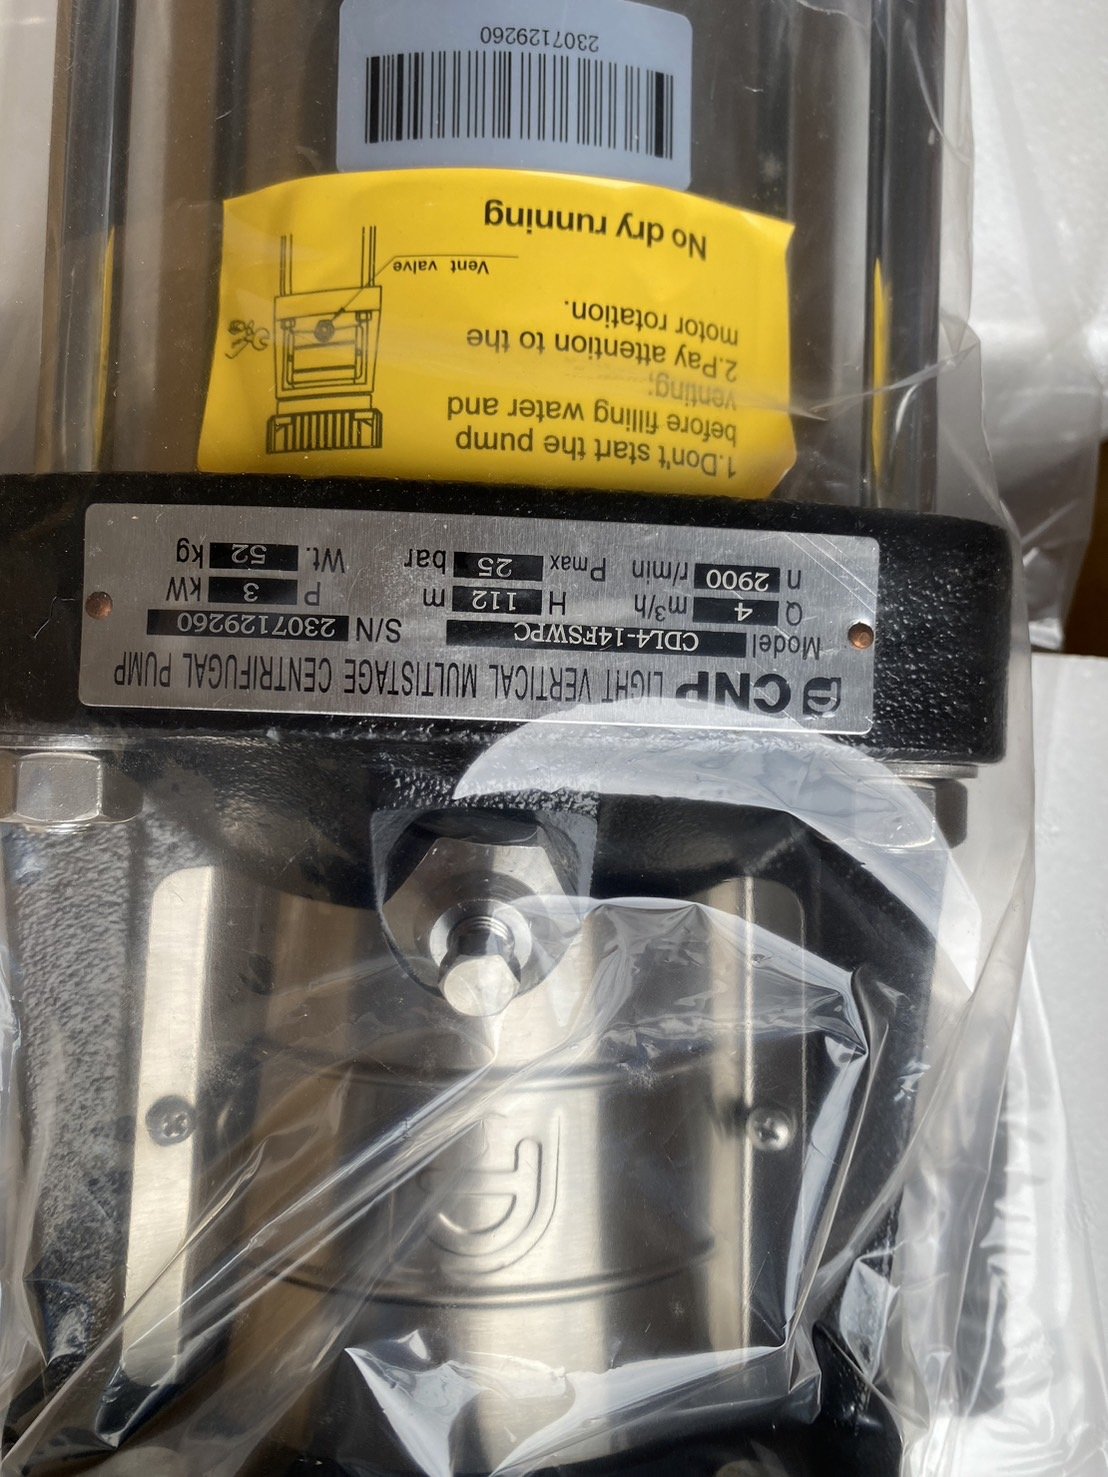 CNP LIGHT VERTICAL MULTISTAGE CENTRIFUGAL PUMP
Model CDL4-14FSWPC S/N 2307129260
Q 4 m³/h H 112 m P 3 kW
n 2900 r/min Pmax 25 bar Wt. 52 kg
1.Don't start the pump
before filling water and
venting;
2.Pay attention to the
motor rotation.
Vent valve
No dry running
2307129260